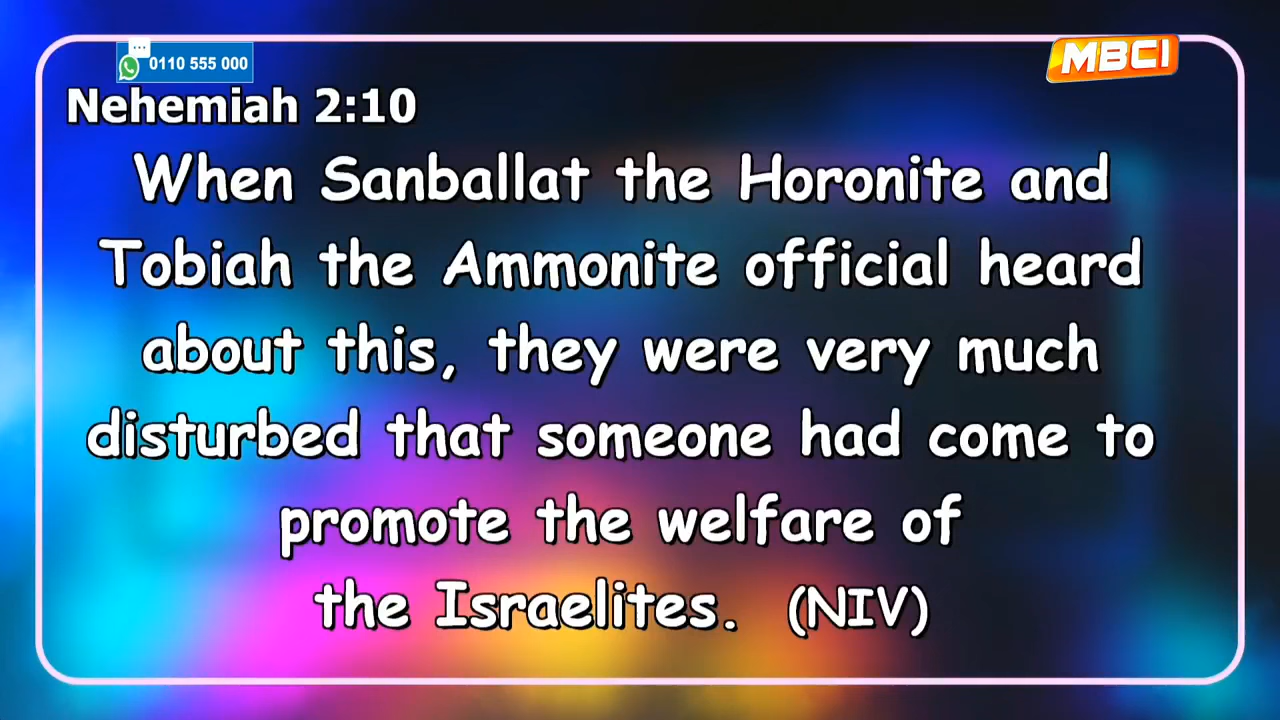 0110 555 000
MBCI
Nehemiah 2:10
When Sanballat the Horonite and
Tobiah the Ammonite official heard
about this, they were very much
disturbed that someone had come to
promote the welfare of
the Israelites. (NIV)